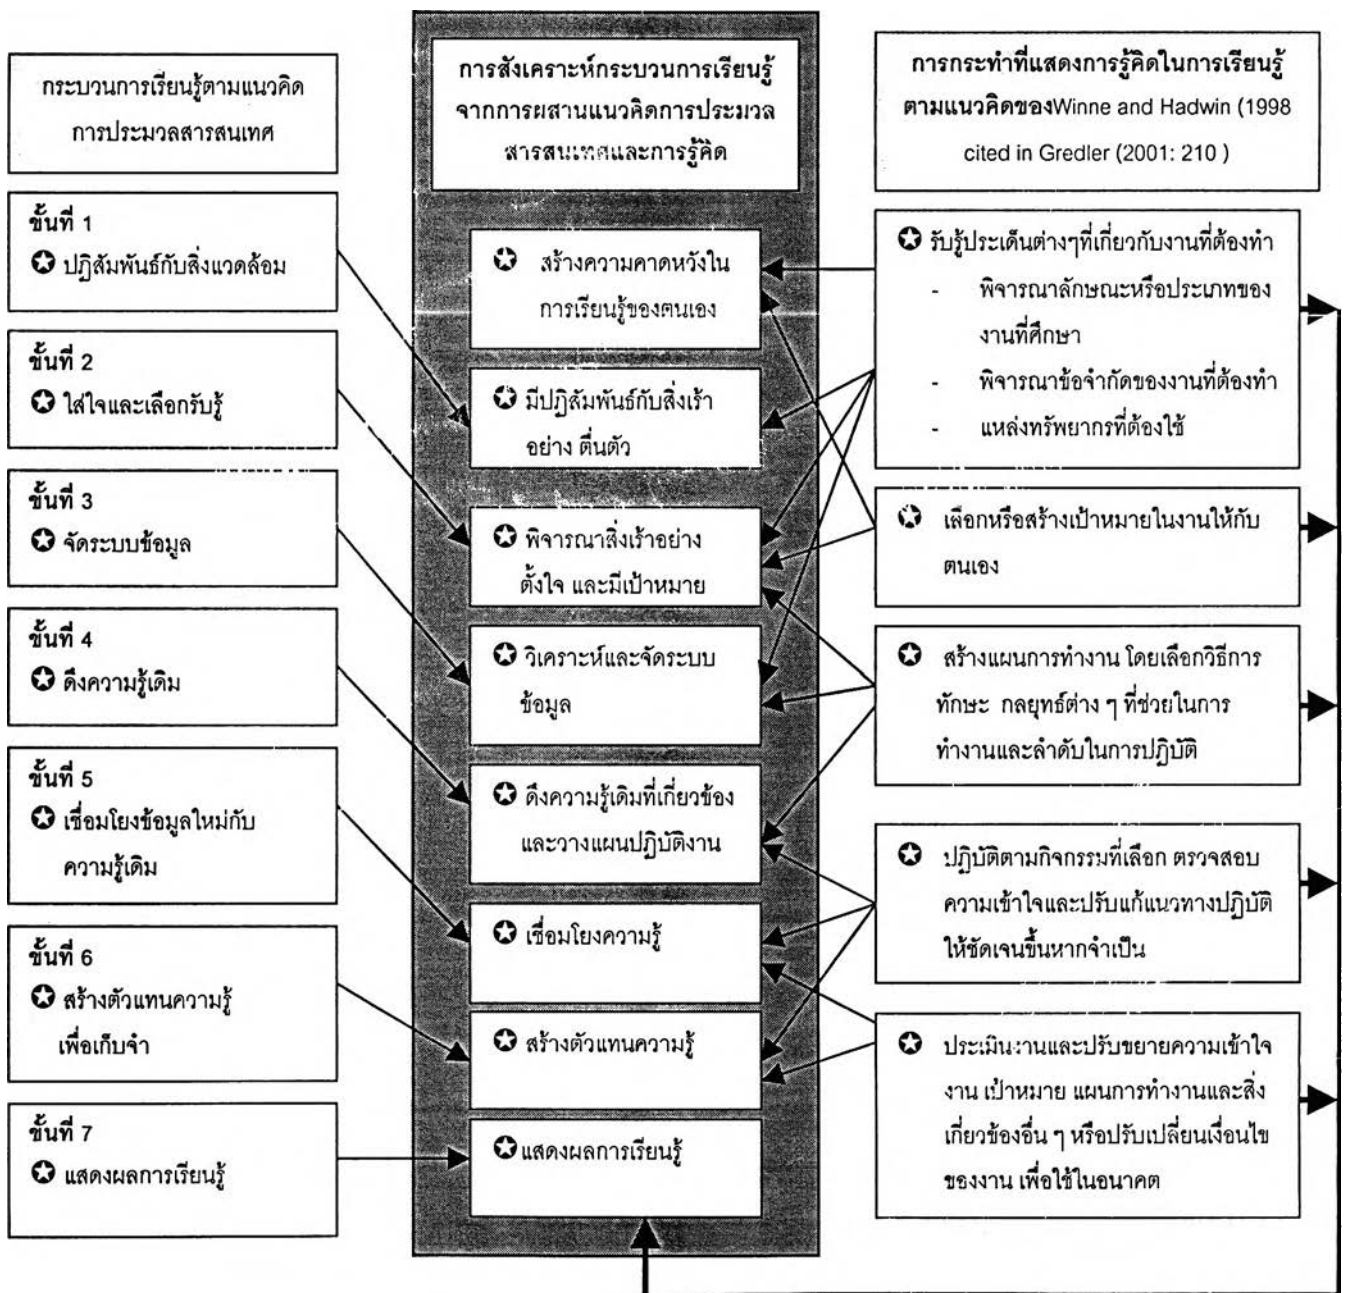 กระบวนการเรียนรู้ตามแนวคิด
การประมวลสารสนเทศ
ขั้นที่ 1
ปฏิสัมพันธ์กับสิ่งแวดล้อม
ขั้นที่ 2
ใส่ใจและเลือกรับรู้
ขั้นที่ 3
จัดระบบข้อมูล
ขั้นที่ 4
ดึงความรู้เดิม
ขั้นที่ 5
เชื่อมโยงข้อมูลใหม่กับ
ความรู้เดิม
ขั้นที่ 6
สร้างตัวแทนความรู้
เพื่อเก็บจำ
ขั้นที่ 7
แสดงผลการเรียนรู้
การสังเคราะห์กระบวนการเรียนรู้
จากการผสานแนวคิดการประมวล
สารสนเทศและการรู้คิด
สร้างความคาดหวังใน
การเรียนรู้ของตนเอง
มีปฏิสัมพันธ์กับสิ่งเร้า
อย่าง ตื่นตัว
พิจารณาสิ่งเร้าอย่าง
ตั้งใจ และมีเป้าหมาย
วิเคราะห์และจัดระบบ
ข้อมูล
ดึงความรู้เดิมที่เกี่ยวข้อง
และวางแผนปฏิบัติงาน
เชื่อมโยงความรู้
สร้างตัวแทนความรู้
แสดงผลการเรียนรู้
การกระทำที่แสดงการรู้คิดในการเรียนรู้
ตามแนวคิดของWinne and Hadwin (1998
cited in Gredler (2001: 210 )
รับรู้ประเด็นต่างๆที่เกี่ยวกับงานที่ต้องทำ
- พิจารณาลักษณะหรือประเภทของ
งานที่ศึกษา
- พิจารณาข้อจำกัดของงานที่ต้องทำ
- แหล่งทรัพยากรที่ต้องใช้
เลือกหรือสร้างเป้าหมายในงานให้กับ
ตนเอง
สร้างแผนการทำงาน โดยเลือกวิธีการ
ทักษะ กลยุทธ์ต่าง ๆ ที่ช่วยในการ
ทำงานและลำดับในการปฏิบัติ
ปฏิบัติตามกิจกรรมที่เลือก ตรวจสอบ
ความเข้าใจและปรับแก้แนวทางปฏิบัติ
ให้ชัดเจนขึ้นหากจำเป็น
ประเมินงานและปรับขยายความเข้าใจ
งาน เป้าหมาย แผนการทำงานและสิ่ง
เกี่ยวข้องอื่น ๆ หรือปรับเปลี่ยนเงื่อนไข
ของงาน เพื่อใช้ในอนาคต